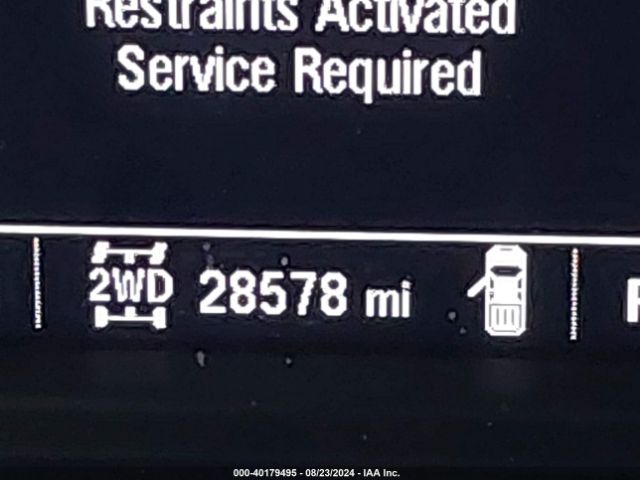 Restraints Activated
Service Required
2WD 28578 mi
000-40179495 - 08/23/2024 - IAA Inc.